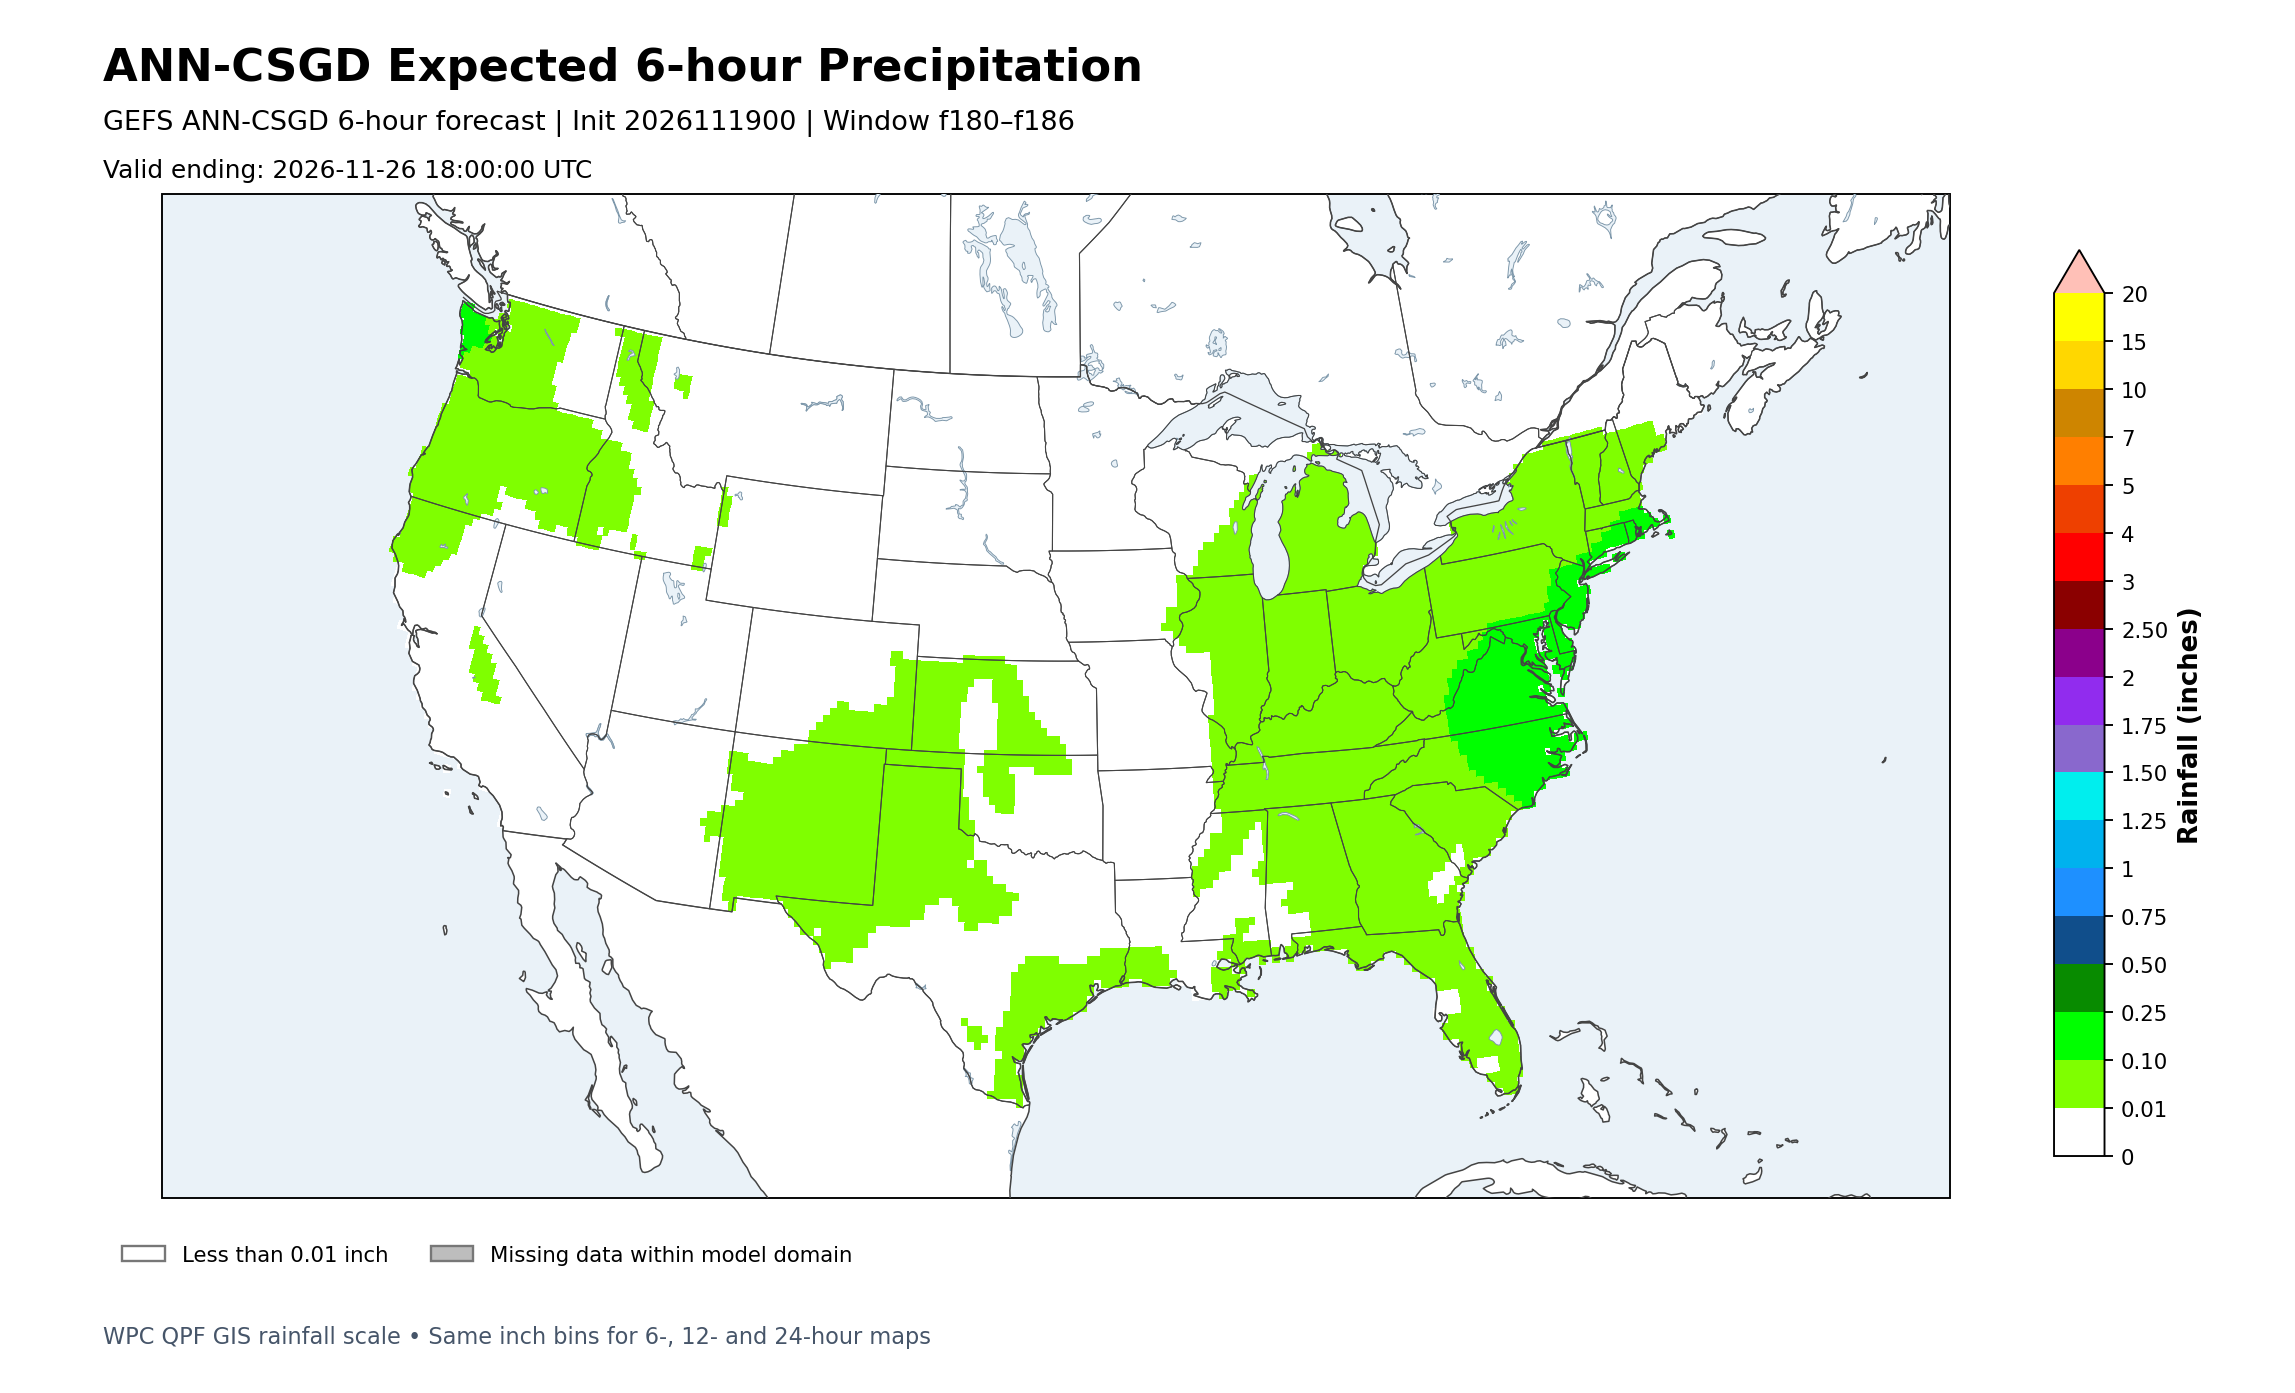 ANN-CSGD Expected 6-hour Precipitation
GEFS ANN-CSGD 6-hour forecast | Init 2026111900 | Window f180–f186
Valid ending: 2026-11-26 18:00:00 UTC
20
15
10
7
5
4
3
2.50
2
1.75
1.50
1.25
1
0.75
0.50
0.25
0.10
0.01
0
Rainfall (inches)
Less than 0.01 inch
Missing data within model domain
WPC QPF GIS rainfall scale • Same inch bins for 6-, 12- and 24-hour maps